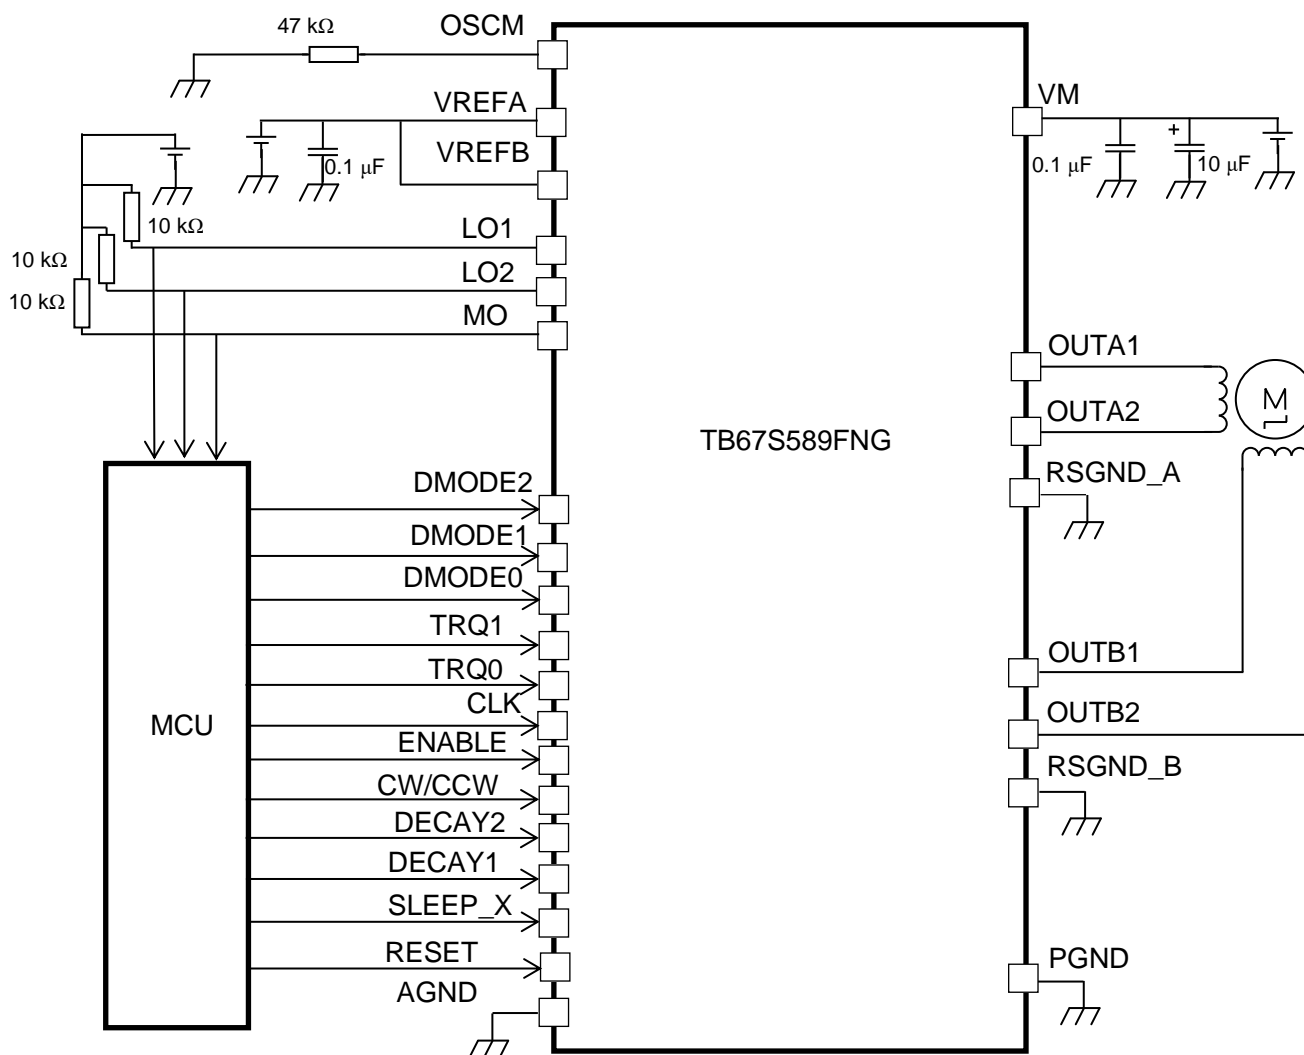 47 kΩ
OSCM
VREFA
VREFB
0.1 μF
10 kΩ
LO1
10 kΩ
LO2
10 kΩ
MO
VM
0.1 μF
+
10 μF
OUTA1
M
OUTA2
TB67S589FNG
RSGND_A
DMODE2
DMODE1
DMODE0
TRQ1
TRQ0
OUTB1
CLK
MCU
OUTB2
ENABLE
RSGND_B
CW/CCW
DECAY2
DECAY1
SLEEP_X
RESET
PGND
AGND